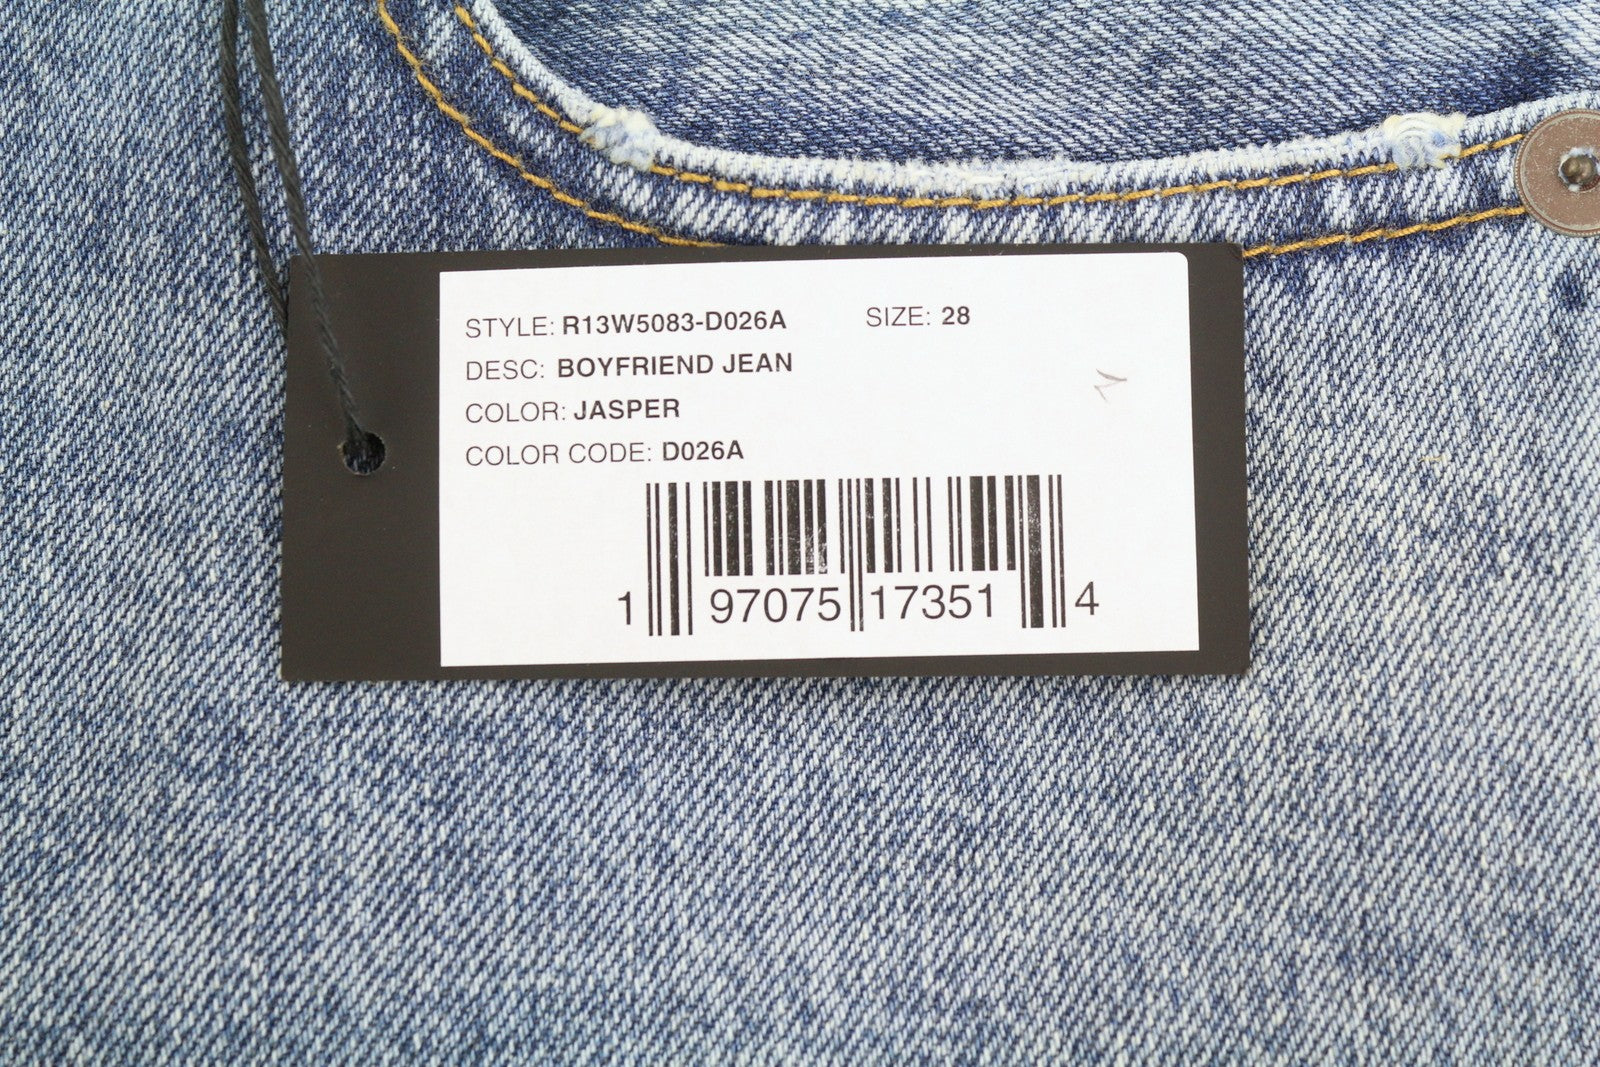 STYLE: R13W5083-D026A SIZE: 28
DESC: BOYFRIEND JEAN
COLOR: JASPER
COLOR CODE: D026A
1 97075 17351 4